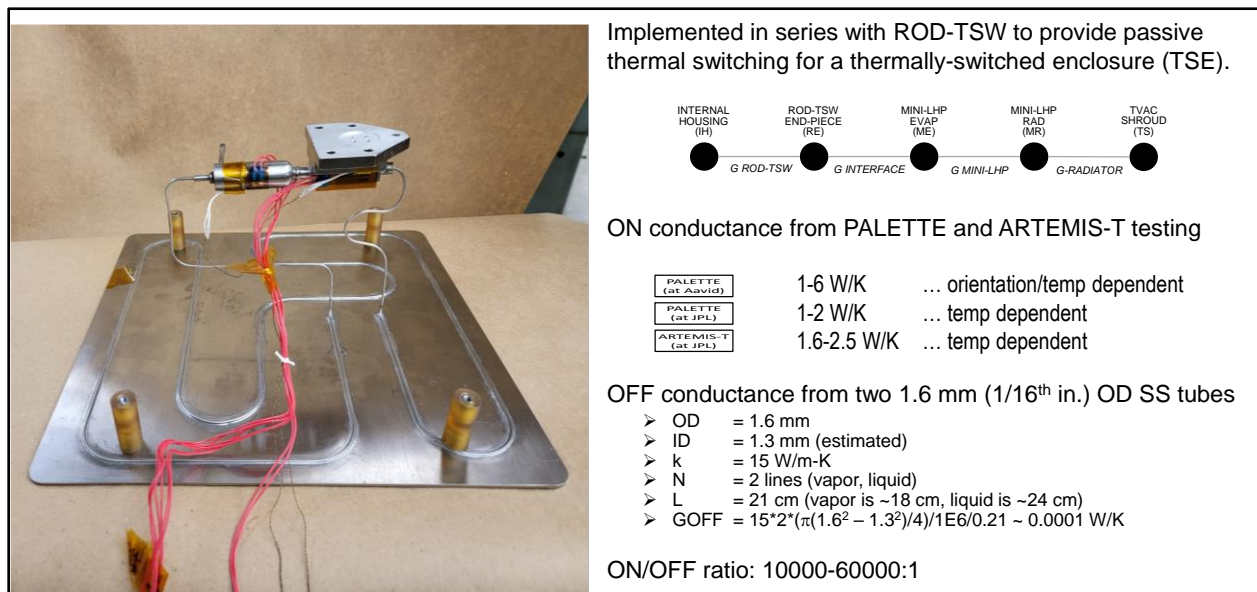 Implemented in series with ROD-TSW to provide passive
thermal switching for a thermally-switched enclosure (TSE).
INTERNAL HOUSING (IH) ROD-TSW END-PIECE (RE) MINI-LHP EVAP (ME) MINI-LHP RAD (MR) TVAC SHROUD (TS)
G ROD-TSW G INTERFACE G MINI-LHP G-RADIATOR
ON conductance from PALETTE and ARTEMIS-T testing
PALETTE (at Aavid) 1-6 W/K … orientation/temp dependent
PALETTE (at JPL) 1-2 W/K … temp dependent
ARTEMIS-T (at JPL) 1.6-2.5 W/K … temp dependent
OFF conductance from two 1.6 mm (1/16th in.) OD SS tubes
➢ OD = 1.6 mm
➢ ID = 1.3 mm (estimated)
➢ k = 15 W/m-K
➢ N = 2 lines (vapor, liquid)
➢ L = 21 cm (vapor is ~18 cm, liquid is ~24 cm)
➢ GOFF = 15*2*(π(1.6² – 1.3²)/4)/1E6/0.21 ~ 0.0001 W/K
ON/OFF ratio: 10000-60000:1